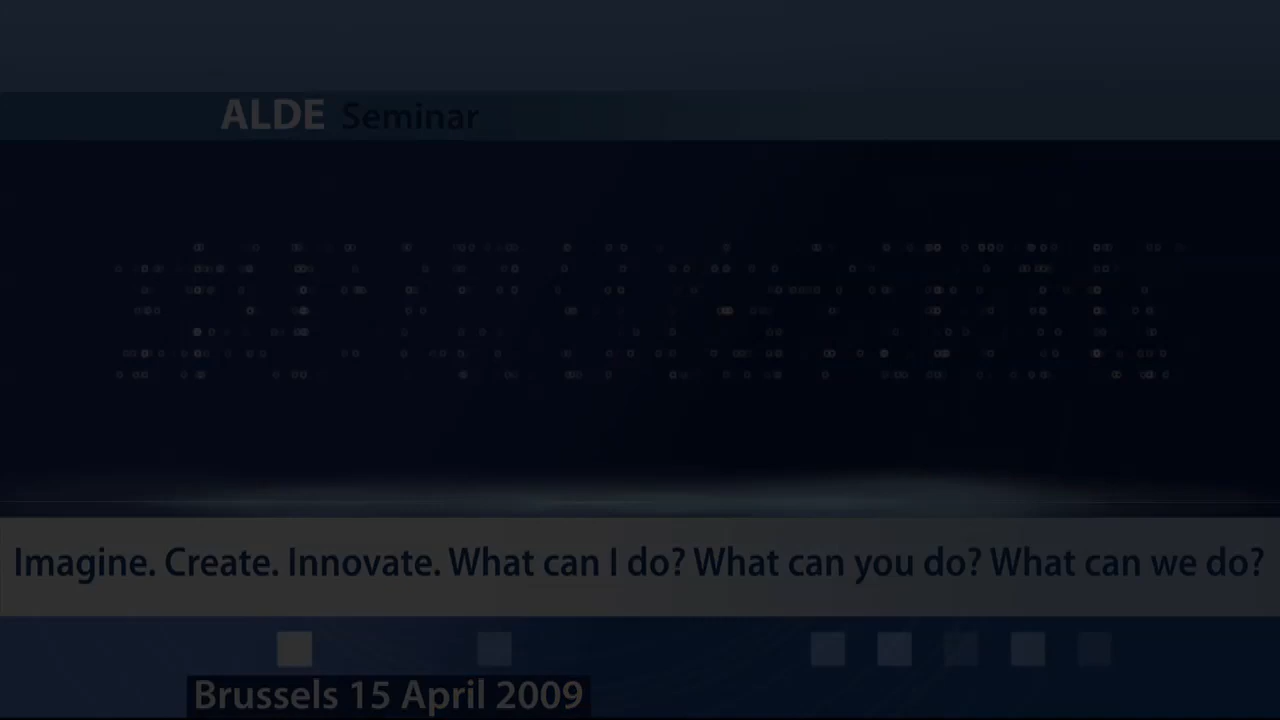 ALDE Seminar
Imagine. Create. Innovate. What can I do? What can you do? What can we do?
Brussels 15 April 2009